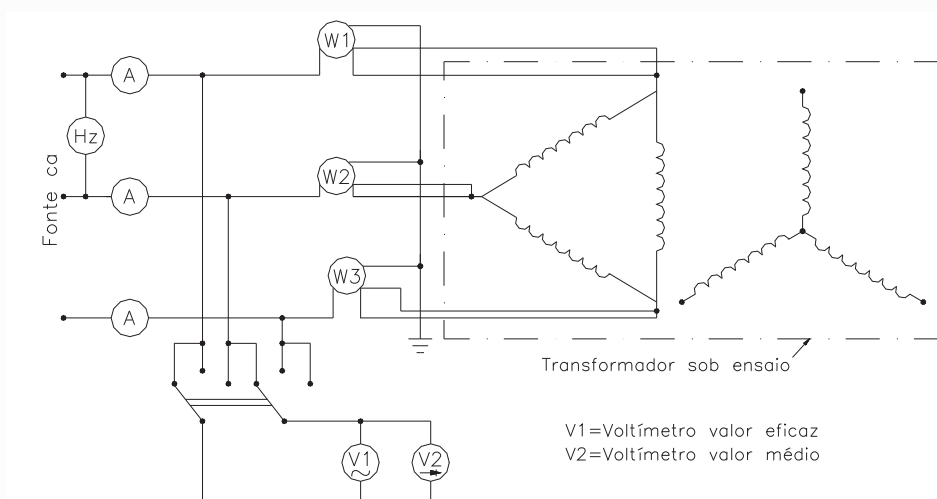 W1
A
Hz
Fonte ca
W2
A
W3
A
Transformador sob ensaio
V1=Voltímetro valor eficaz
V2=Voltímetro valor médio
V1
V2